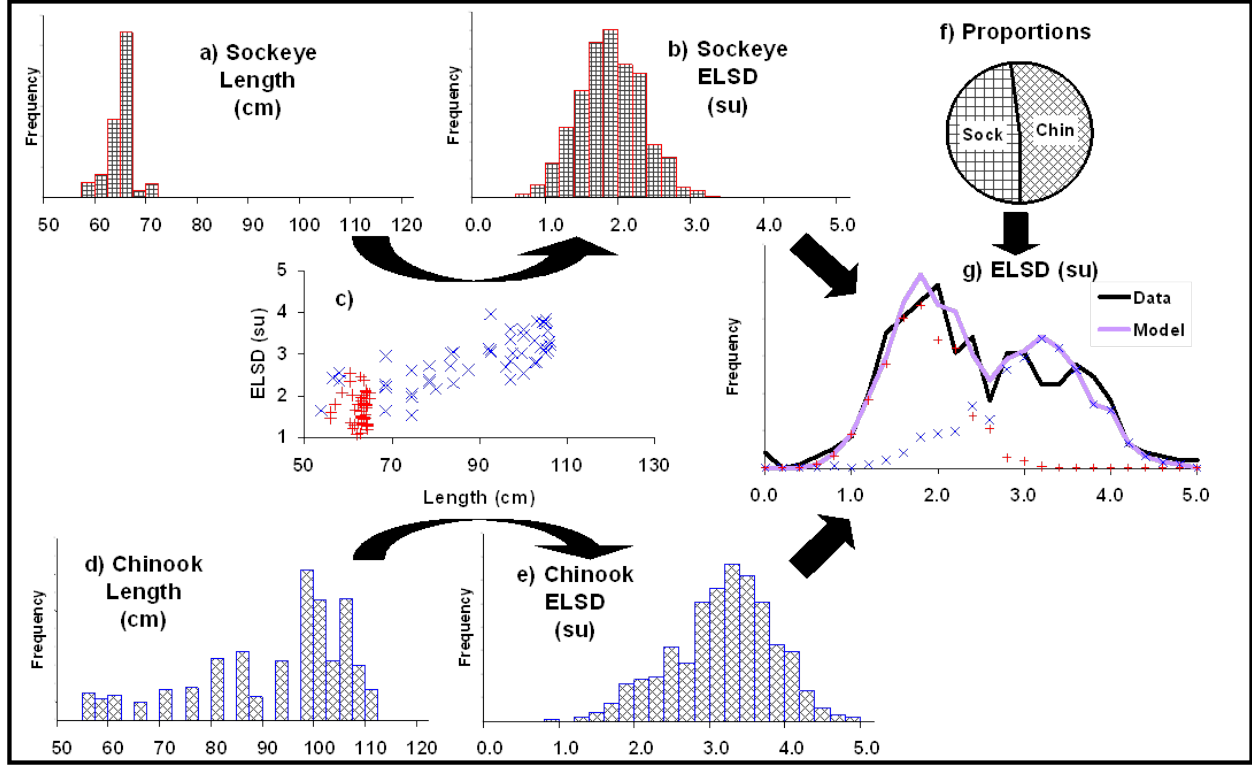 a) Sockeye
Length
(cm)
Frequency
50 60 70 80 90 100 110 120
b) Sockeye
ELSD
(su)
Frequency
0.0 1.0 2.0 3.0 4.0 5.0
f) Proportions
Sock
Chin
c)
ELSD (su)
5
4
3
2
1
50 70 90 110 130
Length (cm)
g) ELSD (su)
Data
Model
Frequency
0.0 1.0 2.0 3.0 4.0 5.0
d) Chinook
Length
(cm)
Frequency
50 60 70 80 90 100 110 120
e) Chinook
ELSD
(su)
Frequency
0.0 1.0 2.0 3.0 4.0 5.0